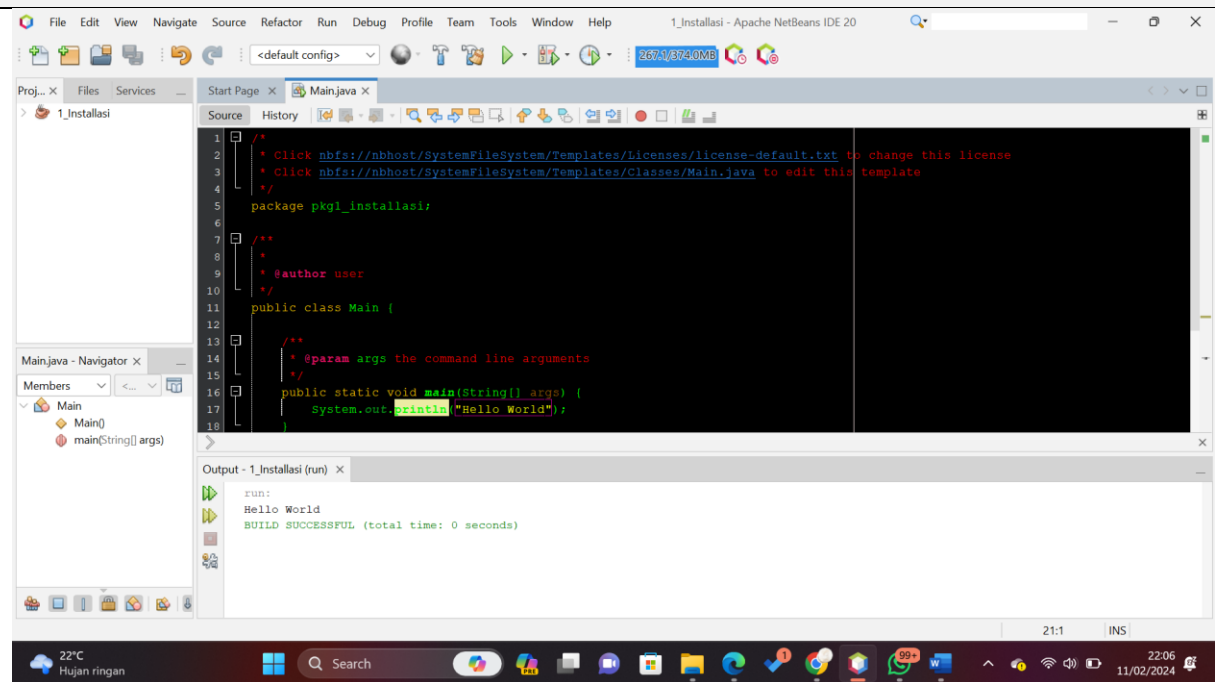 File Edit View Navigate Source Refactor Run Debug Profile Team Tools Window Help 1_Installasi - Apache NetBeans IDE 20
<default config> 267.1/374.0MB
Proj... Files Services
Start Page Main.java
1_Installasi
Source History
1 /*
2 * Click nbfs://nbhost/SystemFileSystem/Templates/Licenses/license-default.txt to change this license
3 * Click nbfs://nbhost/SystemFileSystem/Templates/Classes/Main.java to edit this template
4 */
5 package pkg1_installasi;
6
7 /**
8 *
9 * @author user
10 */
11 public class Main {
12
13 /**
14 * @param args the command line arguments
15 */
16 public static void main(String[] args) {
17 System.out.println("Hello World");
18 }
Main.java - Navigator
Members <...
Main
Main()
main(String[] args)
Output - 1_Installasi (run)
run:
Hello World
BUILD SUCCESSFUL (total time: 0 seconds)
21:1 INS
22°C
Hujan ringan
Search
PRE
1
99+
22:06
11/02/2024